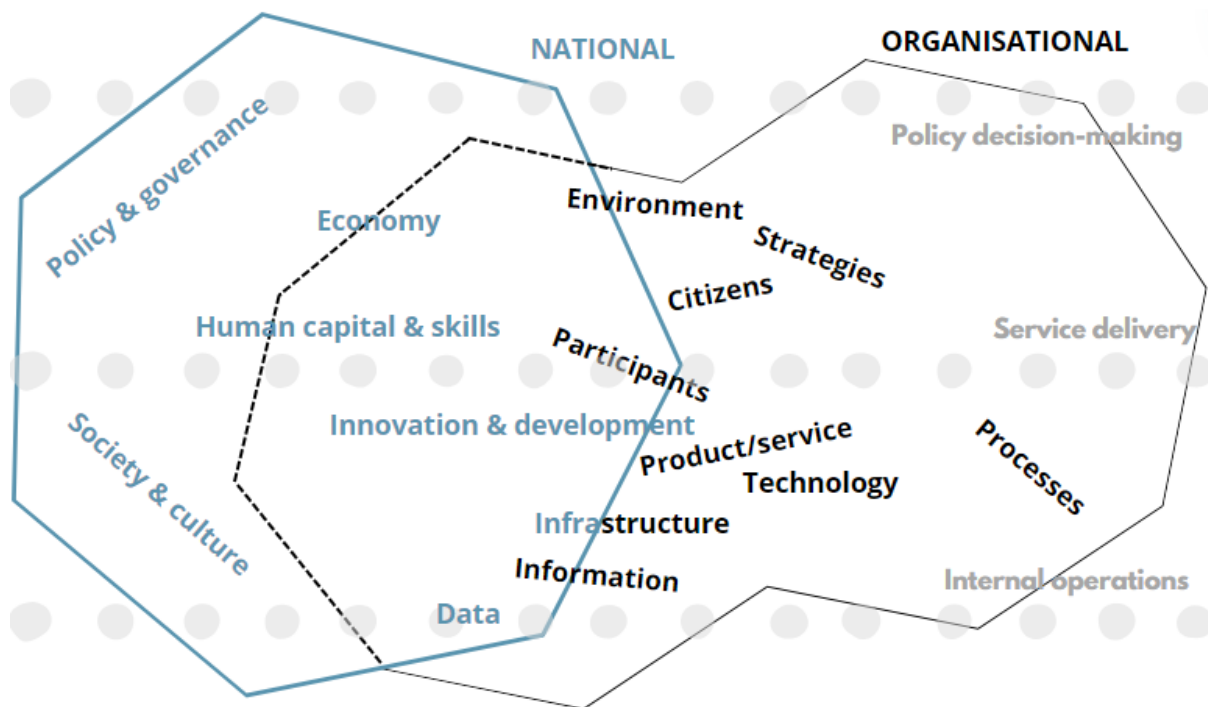 NATIONAL
ORGANISATIONAL
Policy & governance
Policy decision-making
Economy
Environment
Strategies
Citizens
Human capital & skills
Participants
Service delivery
Innovation & development
Product/service
Technology
Processes
Society & culture
Infrastructure
Information
Internal operations
Data